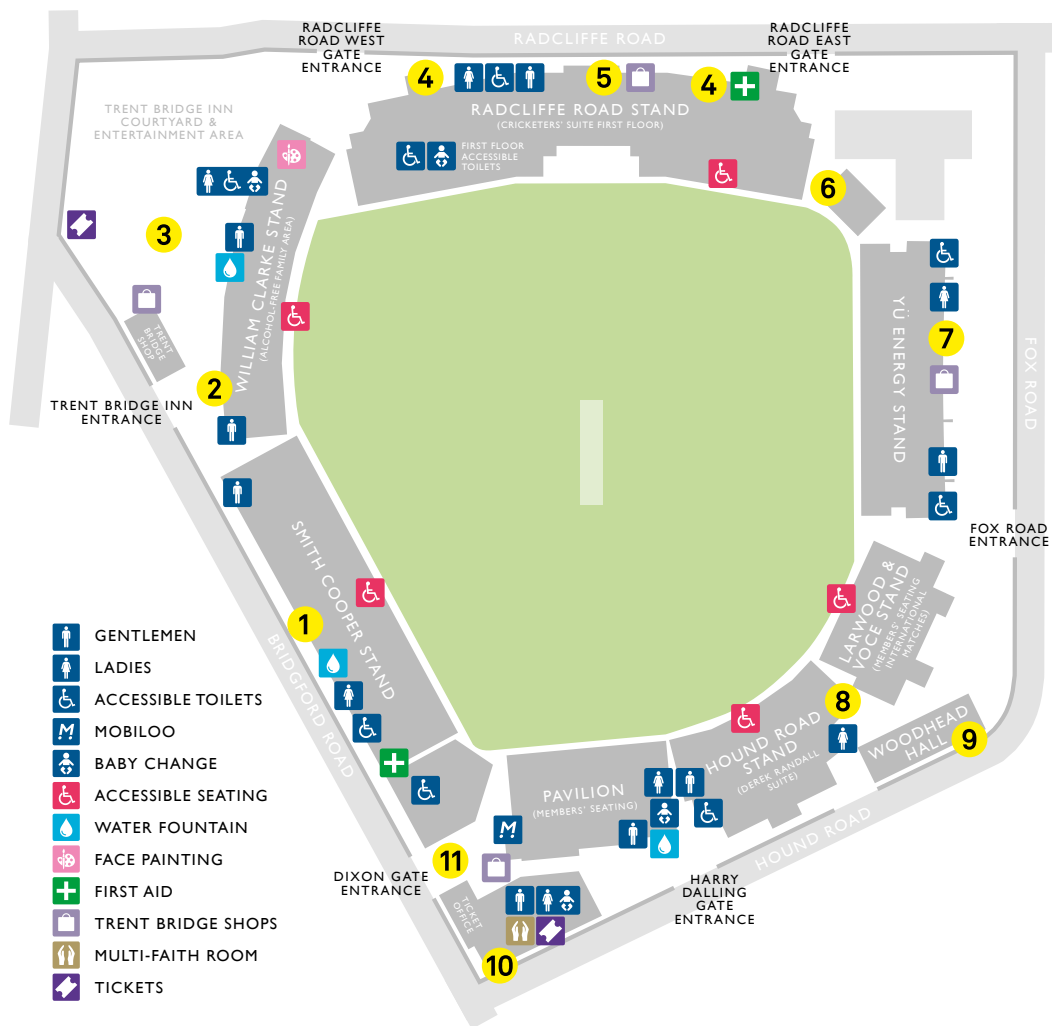 RADCLIFFE
ROAD WEST
GATE
ENTRANCE
RADCLIFFE ROAD
RADCLIFFE
ROAD EAST
GATE
ENTRANCE
4
5
4
RADCLIFFE ROAD STAND
(CRICKETERS' SUITE FIRST FLOOR)
FIRST FLOOR
ACCESSIBLE
TOILETS
TRENT BRIDGE INN
COURTYARD &
ENTERTAINMENT AREA
3
WILLIAM CLARKE STAND
(ALCOHOL-FREE FAMILY AREA)
6
YÜ ENERGY STAND
7
FOX ROAD
TRENT
BRIDGE
SHOP
2
TRENT BRIDGE INN
ENTRANCE
FOX ROAD
ENTRANCE
SMITH COOPER STAND
1
BRIDGFORD ROAD
LARWOOD &
VOCE STAND
(MEMBERS' SEATING
INTERNATIONAL
MATCHES)
8
HOUND ROAD
STAND
(DEREK RANDALL
SUITE)
WOODHEAD
HALL
9
PAVILION
(MEMBERS' SEATING)
HOUND ROAD
11
DIXON GATE
ENTRANCE
TICKET
OFFICE
HARRY
DALLING
GATE
ENTRANCE
10
GENTLEMEN
LADIES
ACCESSIBLE TOILETS
M
MOBILOO
BABY CHANGE
ACCESSIBLE SEATING
WATER FOUNTAIN
FACE PAINTING
FIRST AID
TRENT BRIDGE SHOPS
MULTI-FAITH ROOM
TICKETS
M